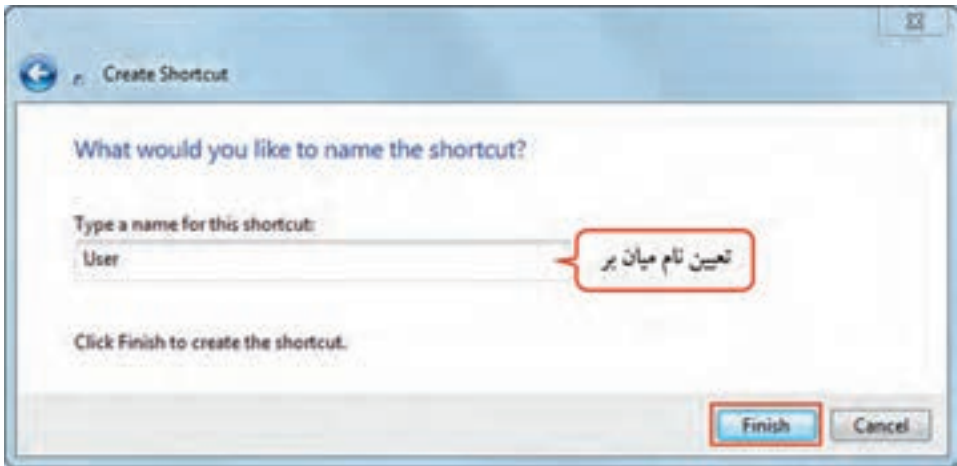 Create Shortcut
What would you like to name the shortcut?
Type a name for this shortcut:
User
تعیین نام میان بر
Click Finish to create the shortcut.
Finish
Cancel